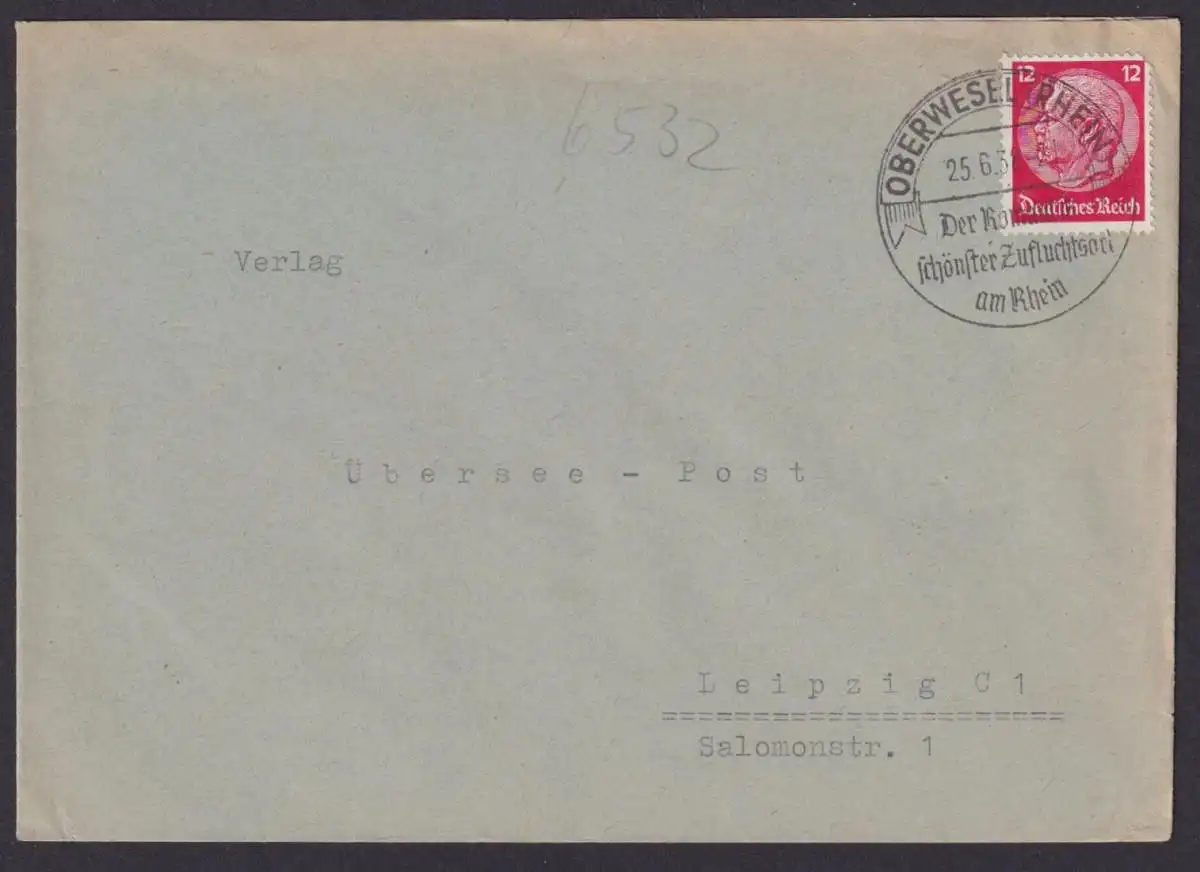 12 12
Deutsches Reich
OBERWESEL (RHEIN)
25.6.3
Der
schönster Zufluchtsort
am Rhein
6532
Verlag
Übersee - Post
Leipzig C 1
====================
Salomonstr. 1